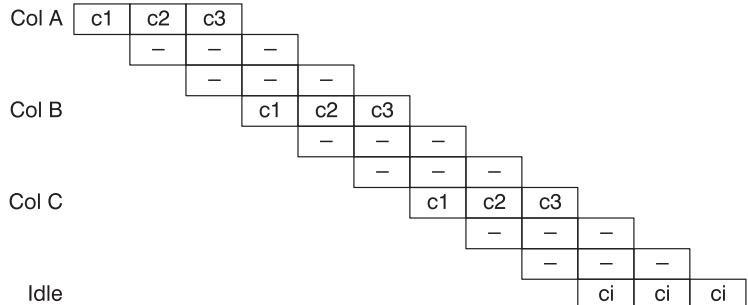 Col A c1 c2 c3
– – –
– – –
Col B c1 c2 c3
– – –
– – –
Col C c1 c2 c3
– – –
– – –
Idle ci ci ci